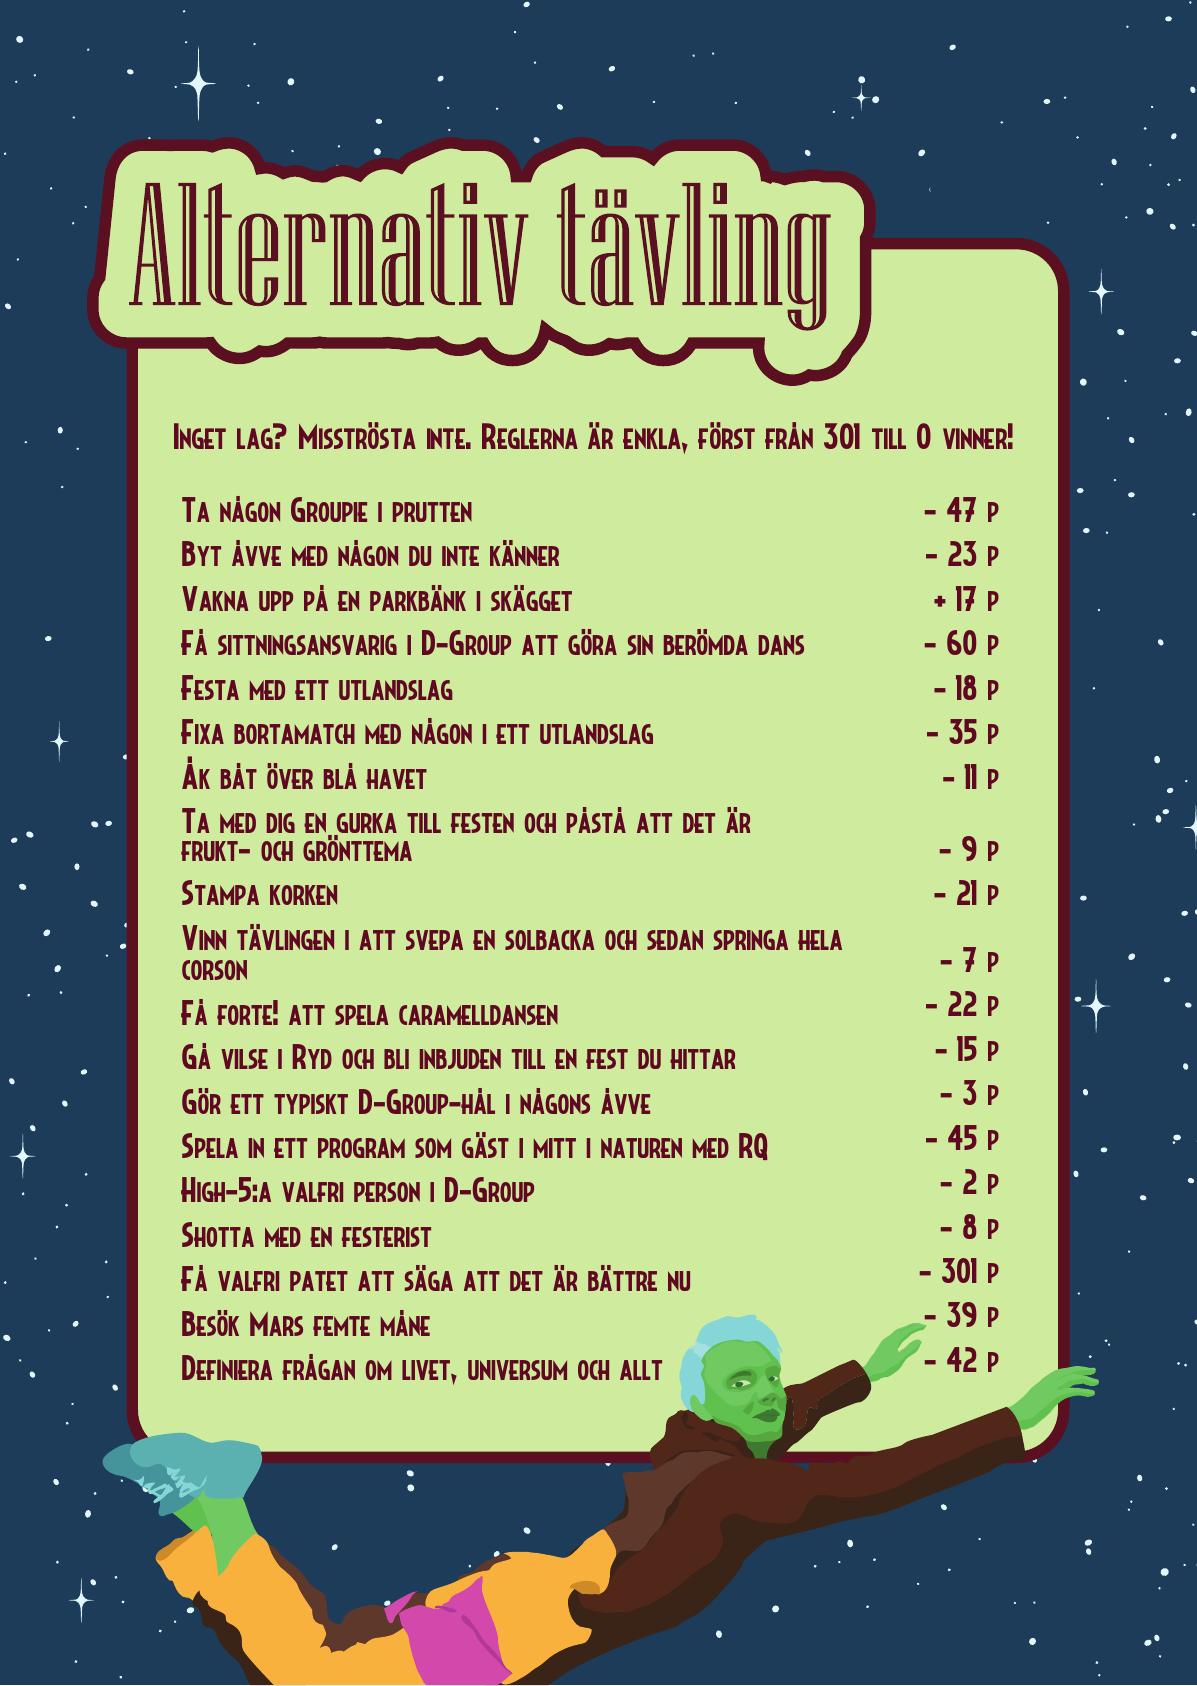 Alternativ tävling
Inget lag? Misströsta inte. Reglerna är enkla, först från 301 till 0 vinner!
Ta någon Groupie i prutten - 47 p
Byt åvve med någon du inte känner - 23 p
Vakna upp på en parkbänk i skägget + 17 p
Få sittningsansvarig i D-Group att göra sin berömda dans - 60 p
Festa med ett utlandslag - 18 p
Fixa bortamatch med någon i ett utlandslag - 35 p
Åk båt över blå havet - 11 p
Ta med dig en gurka till festen och påstå att det är
frukt- och grönttema - 9 p
Stampa korken - 21 p
Vinn tävlingen i att svepa en solbacka och sedan springa hela
corson - 7 p
Få forte! att spela caramelldansen - 22 p
Gå vilse i Ryd och bli inbjuden till en fest du hittar - 15 p
Gör ett typiskt D-Group-hål i någons åvve - 3 p
Spela in ett program som gäst i mitt i naturen med RQ - 45 p
High-5:a valfri person i D-Group - 2 p
Shotta med en festerist - 8 p
Få valfri patet att säga att det är bättre nu - 301 p
Besök Mars femte måne - 39 p
Definiera frågan om livet, universum och allt - 42 p